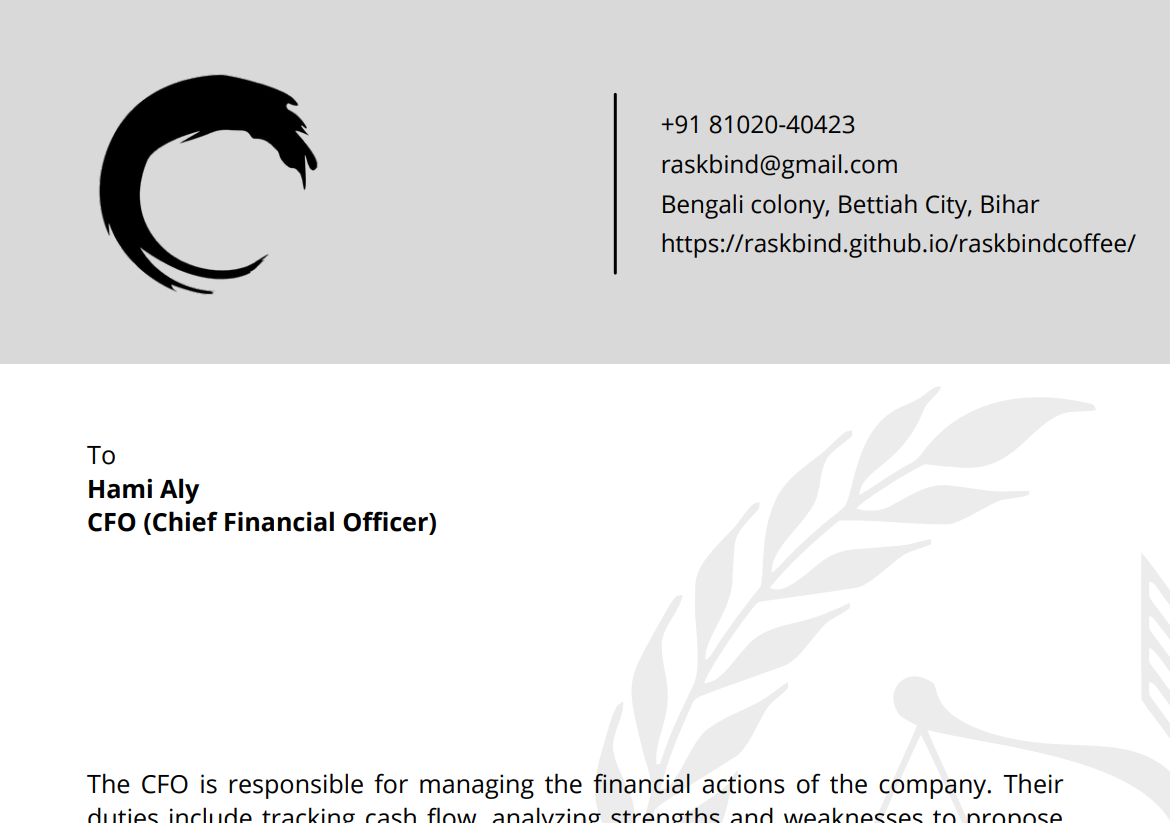 +91 81020-40423
raskbind@gmail.com
Bengali colony, Bettiah City, Bihar
https://raskbind.github.io/raskbindcoffee/
To
Hami Aly
CFO (Chief Financial Officer)
The CFO is responsible for managing the financial actions of the company. Their
duties include tracking cash flow, analyzing strengths and weaknesses to propose